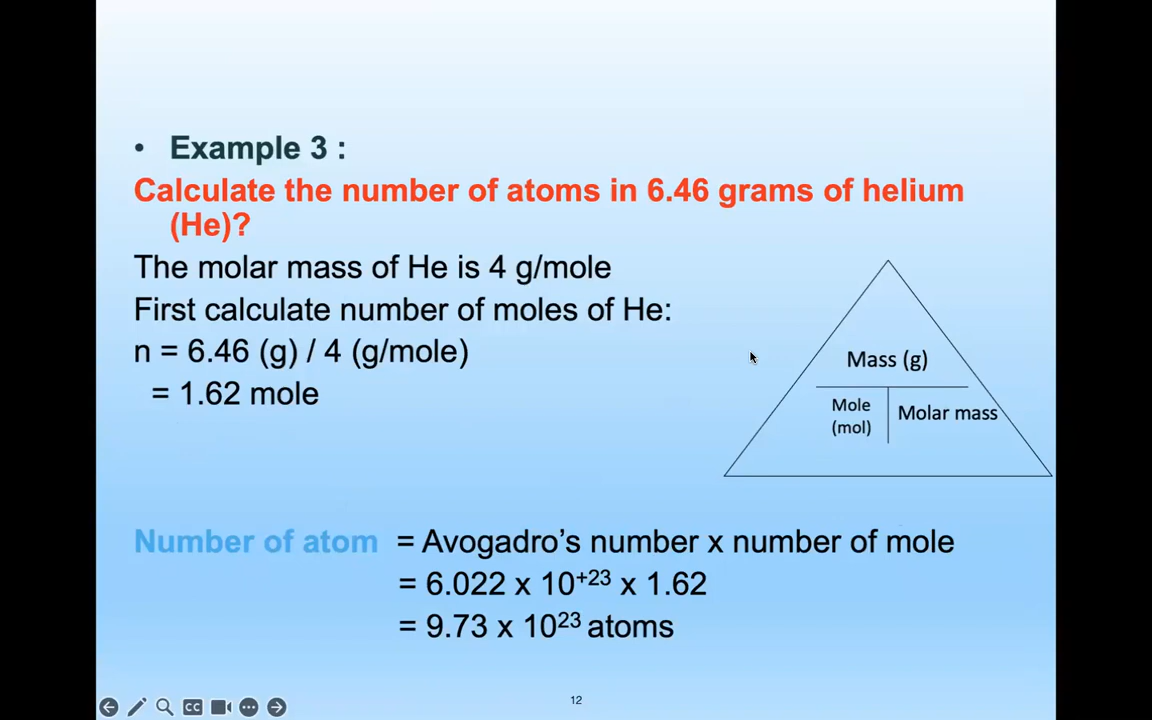 • Example 3 :
Calculate the number of atoms in 6.46 grams of helium
(He)?
The molar mass of He is 4 g/mole
First calculate number of moles of He:
n = 6.46 (g) / 4 (g/mole)
= 1.62 mole
Mass (g)
Mole
(mol)
Molar mass
Number of atom = Avogadro’s number x number of mole
= 6.022 x 10⁺²³ x 1.62
= 9.73 x 10²³ atoms
CC
12